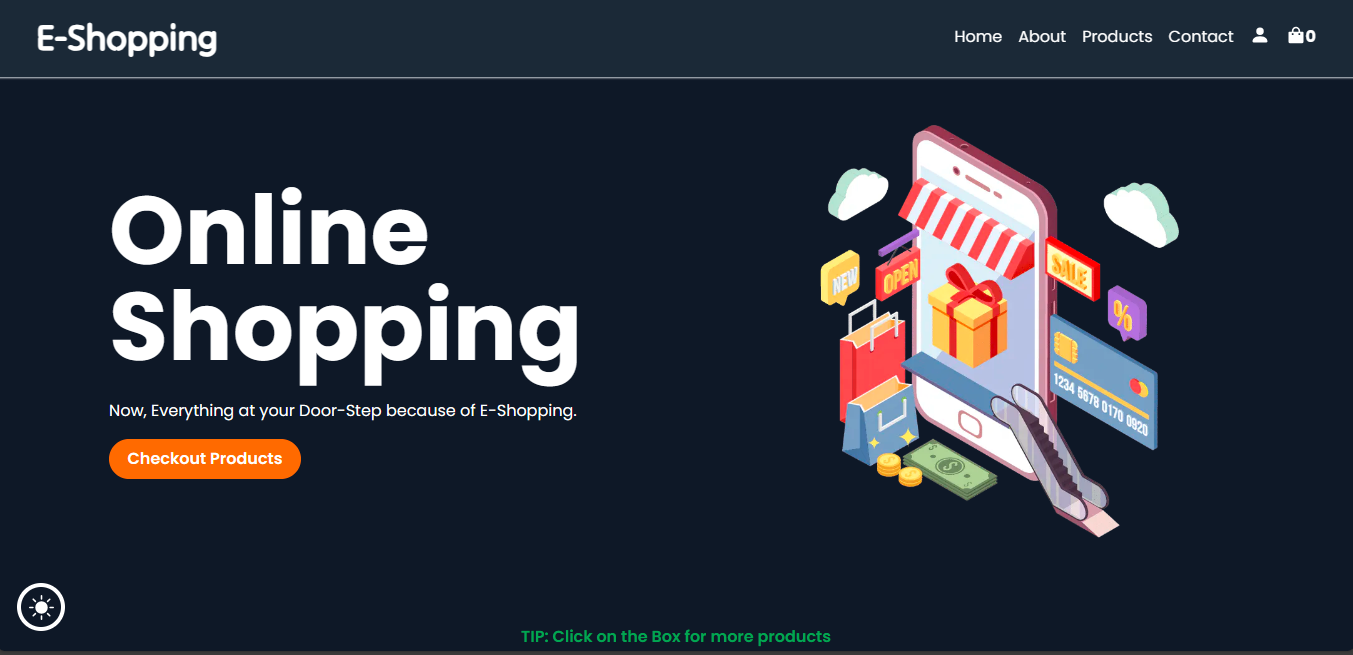 E-Shopping
Home About Products Contact 0
Online
Shopping
Now, Everything at your Door-Step because of E-Shopping.
Checkout Products
NEW
OPEN
SALE
%
1234 5678 0170 0820
TIP: Click on the Box for more products